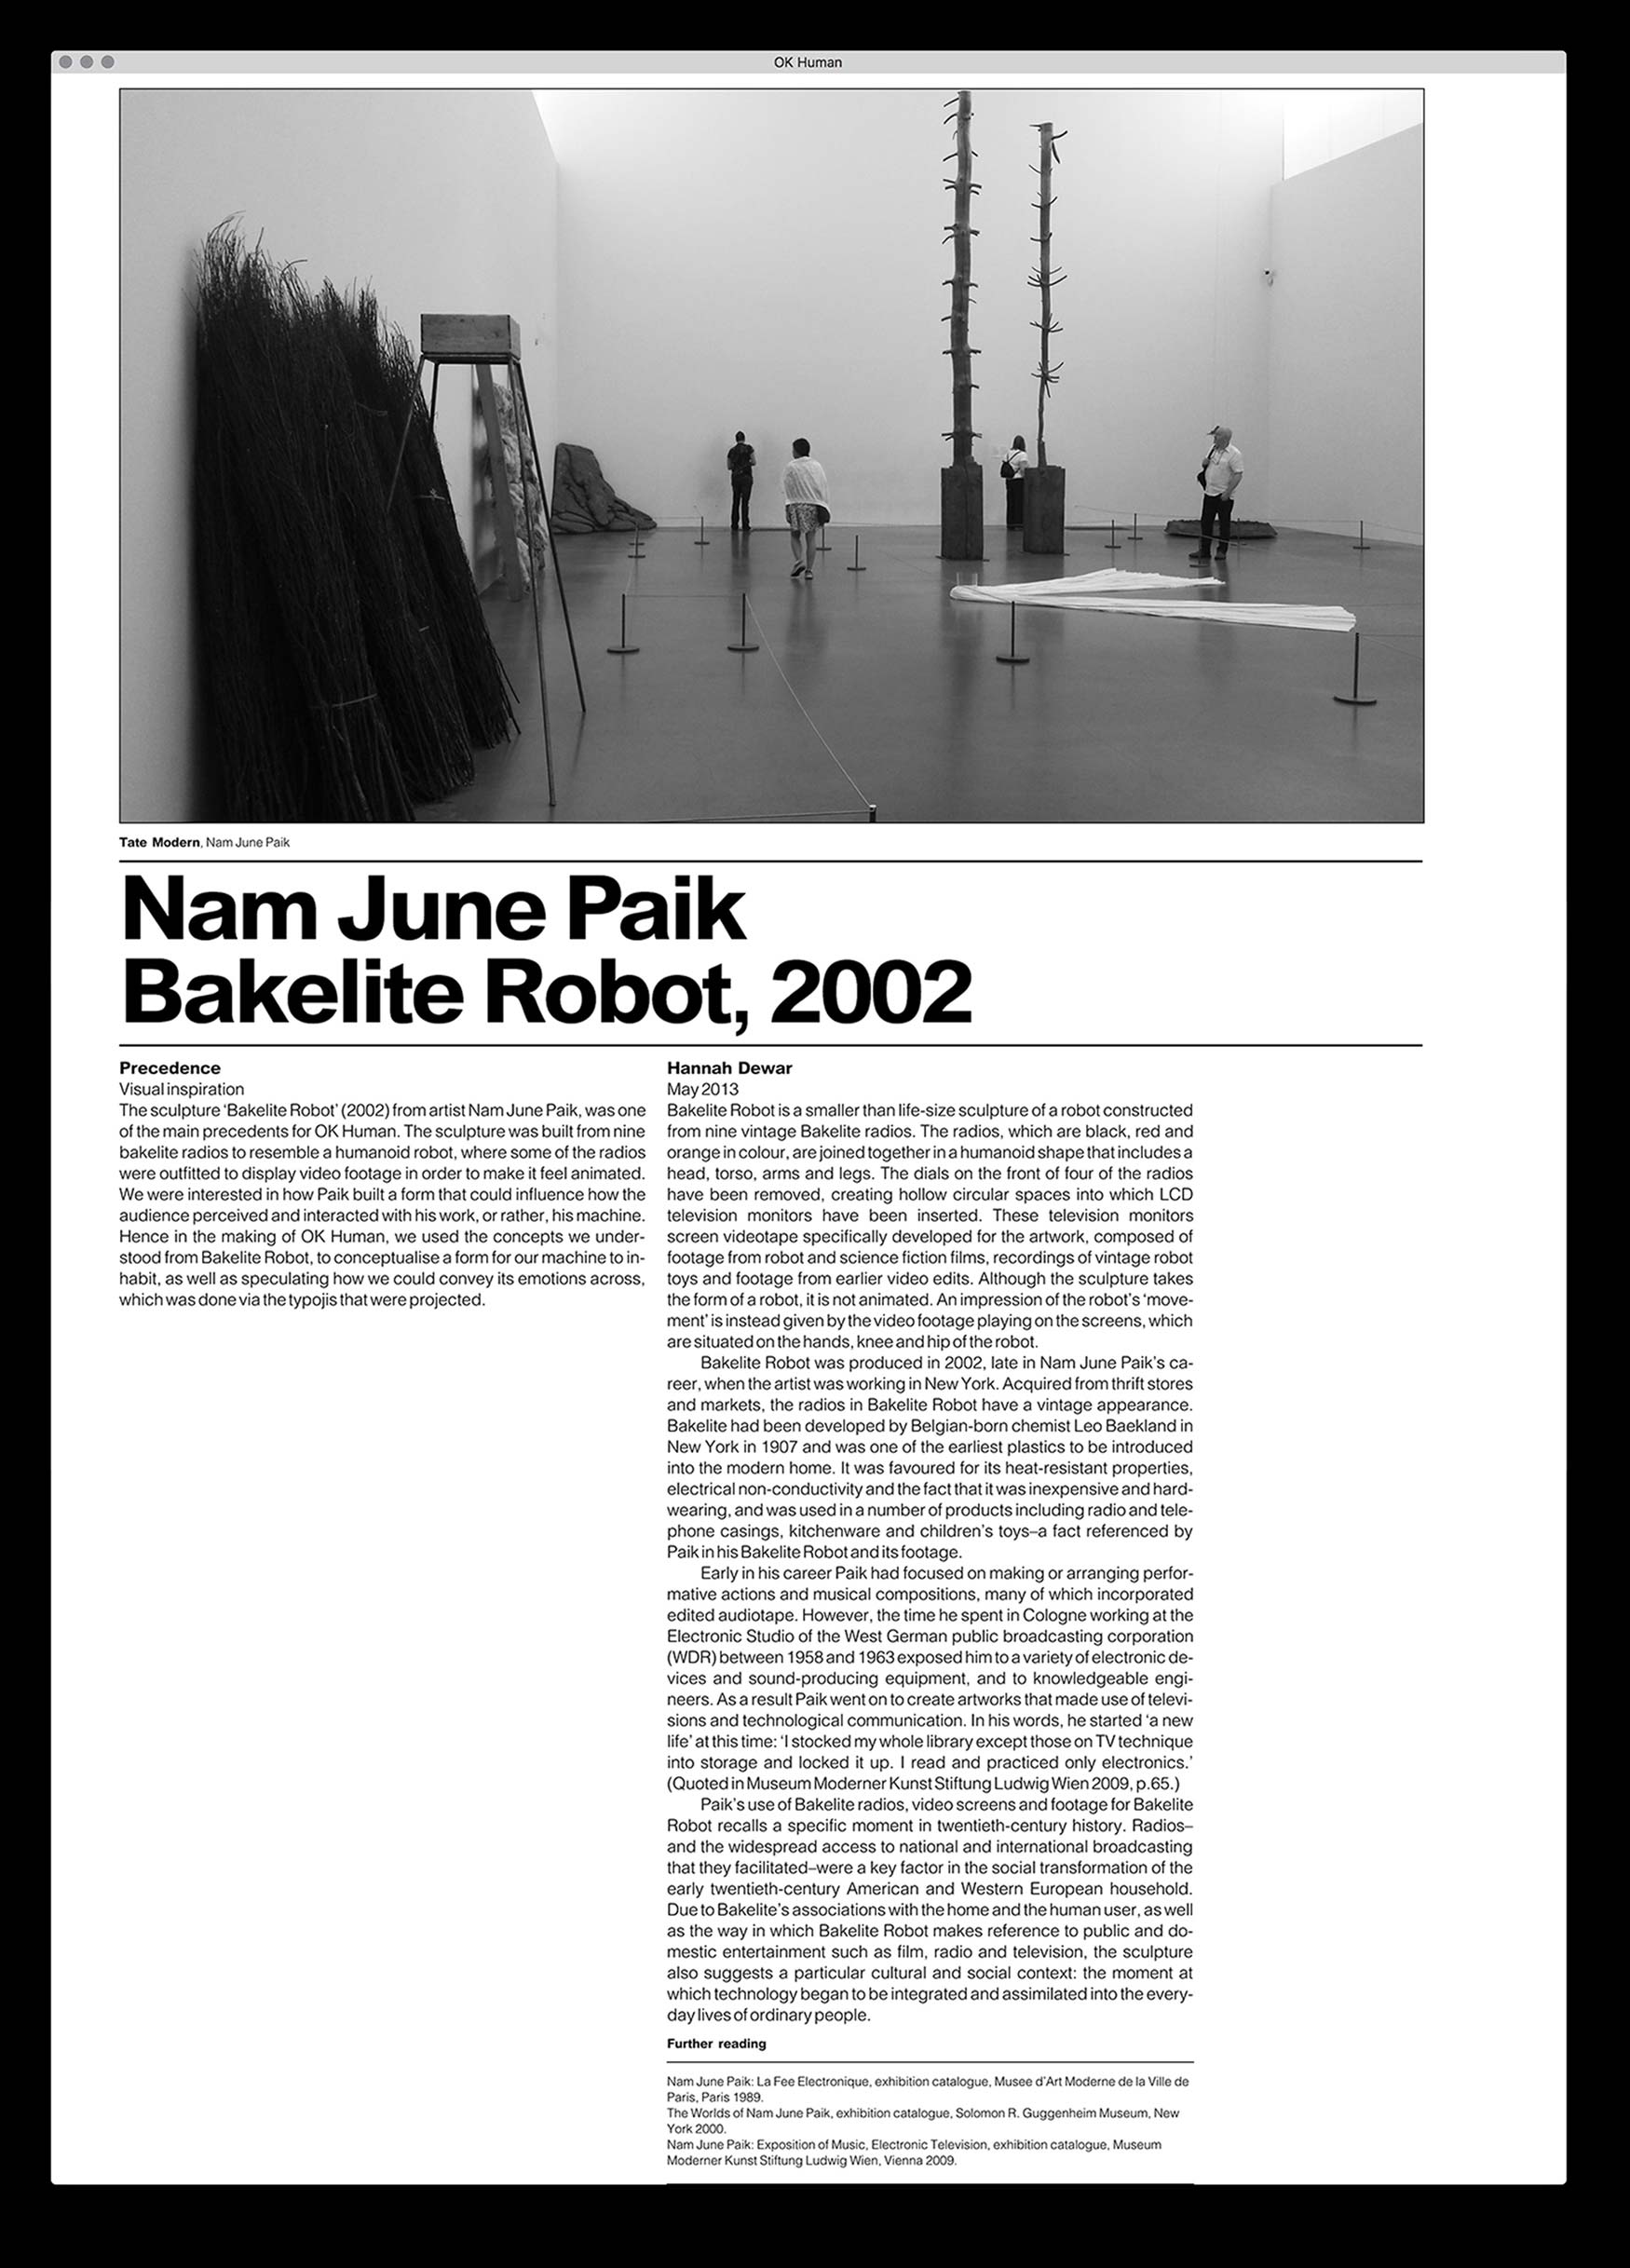 OK Human
Tate Modern, Nam June Paik
Nam June Paik
Bakelite Robot, 2002
Precedence
Visual inspiration
The sculpture ‘Bakelite Robot’ (2002) from artist Nam June Paik, was one
of the main precedents for OK Human. The sculpture was built from nine
bakelite radios to resemble a humanoid robot, where some of the radios
were outfitted to display video footage in order to make it feel animated.
We were interested in how Paik built a form that could influence how the
audience perceived and interacted with his work, or rather, his machine.
Hence in the making of OK Human, we used the concepts we under-
stood from Bakelite Robot, to conceptualise a form for our machine to in-
habit, as well as speculating how we could convey its emotions across,
which was done via the typojis that were projected.
Hannah Dewar
May 2013
Bakelite Robot is a smaller than life-size sculpture of a robot constructed
from nine vintage Bakelite radios. The radios, which are black, red and
orange in colour, are joined together in a humanoid shape that includes a
head, torso, arms and legs. The dials on the front of four of the radios
have been removed, creating hollow circular spaces into which LCD
television monitors have been inserted. These television monitors
screen videotape specifically developed for the artwork, composed of
footage from robot and science fiction films, recordings of vintage robot
toys and footage from earlier video edits. Although the sculpture takes
the form of a robot, it is not animated. An impression of the robot’s ‘move-
ment’ is instead given by the video footage playing on the screens, which
are situated on the hands, knee and hip of the robot.
Bakelite Robot was produced in 2002, late in Nam June Paik’s ca-
reer, when the artist was working in New York. Acquired from thrift stores
and markets, the radios in Bakelite Robot have a vintage appearance.
Bakelite had been developed by Belgian-born chemist Leo Baekland in
New York in 1907 and was one of the earliest plastics to be introduced
into the modern home. It was favoured for its heat-resistant properties,
electrical non-conductivity and the fact that it was inexpensive and hard-
wearing, and was used in a number of products including radio and tele-
phone casings, kitchenware and children’s toys–a fact referenced by
Paik in his Bakelite Robot and its footage.
Early in his career Paik had focused on making or arranging perfor-
mative actions and musical compositions, many of which incorporated
edited audiotape. However, the time he spent in Cologne working at the
Electronic Studio of the West German public broadcasting corporation
(WDR) between 1958 and 1963 exposed him to a variety of electronic de-
vices and sound-producing equipment, and to knowledgeable engi-
neers. As a result Paik went on to create artworks that made use of televi-
sions and technological communication. In his words, he started ‘a new
life’ at this time: ‘I stocked my whole library except those on TV technique
into storage and locked it up. I read and practiced only electronics.’
(Quoted in Museum Moderner Kunst Stiftung Ludwig Wien 2009, p.65.)
Paik’s use of Bakelite radios, video screens and footage for Bakelite
Robot recalls a specific moment in twentieth-century history. Radios–
and the widespread access to national and international broadcasting
that they facilitated–were a key factor in the social transformation of the
early twentieth-century American and Western European household.
Due to Bakelite’s associations with the home and the human user, as well
as the way in which Bakelite Robot makes reference to public and do-
mestic entertainment such as film, radio and television, the sculpture
also suggests a particular cultural and social context: the moment at
which technology began to be integrated and assimilated into the every-
day lives of ordinary people.
Further reading
Nam June Paik: La Fee Electronique, exhibition catalogue, Musee d’Art Moderne de la Ville de
Paris, Paris 1989.
The Worlds of Nam June Paik, exhibition catalogue, Solomon R. Guggenheim Museum, New
York 2000.
Nam June Paik: Exposition of Music, Electronic Television, exhibition catalogue, Museum
Moderner Kunst Stiftung Ludwig Wien, Vienna 2009.